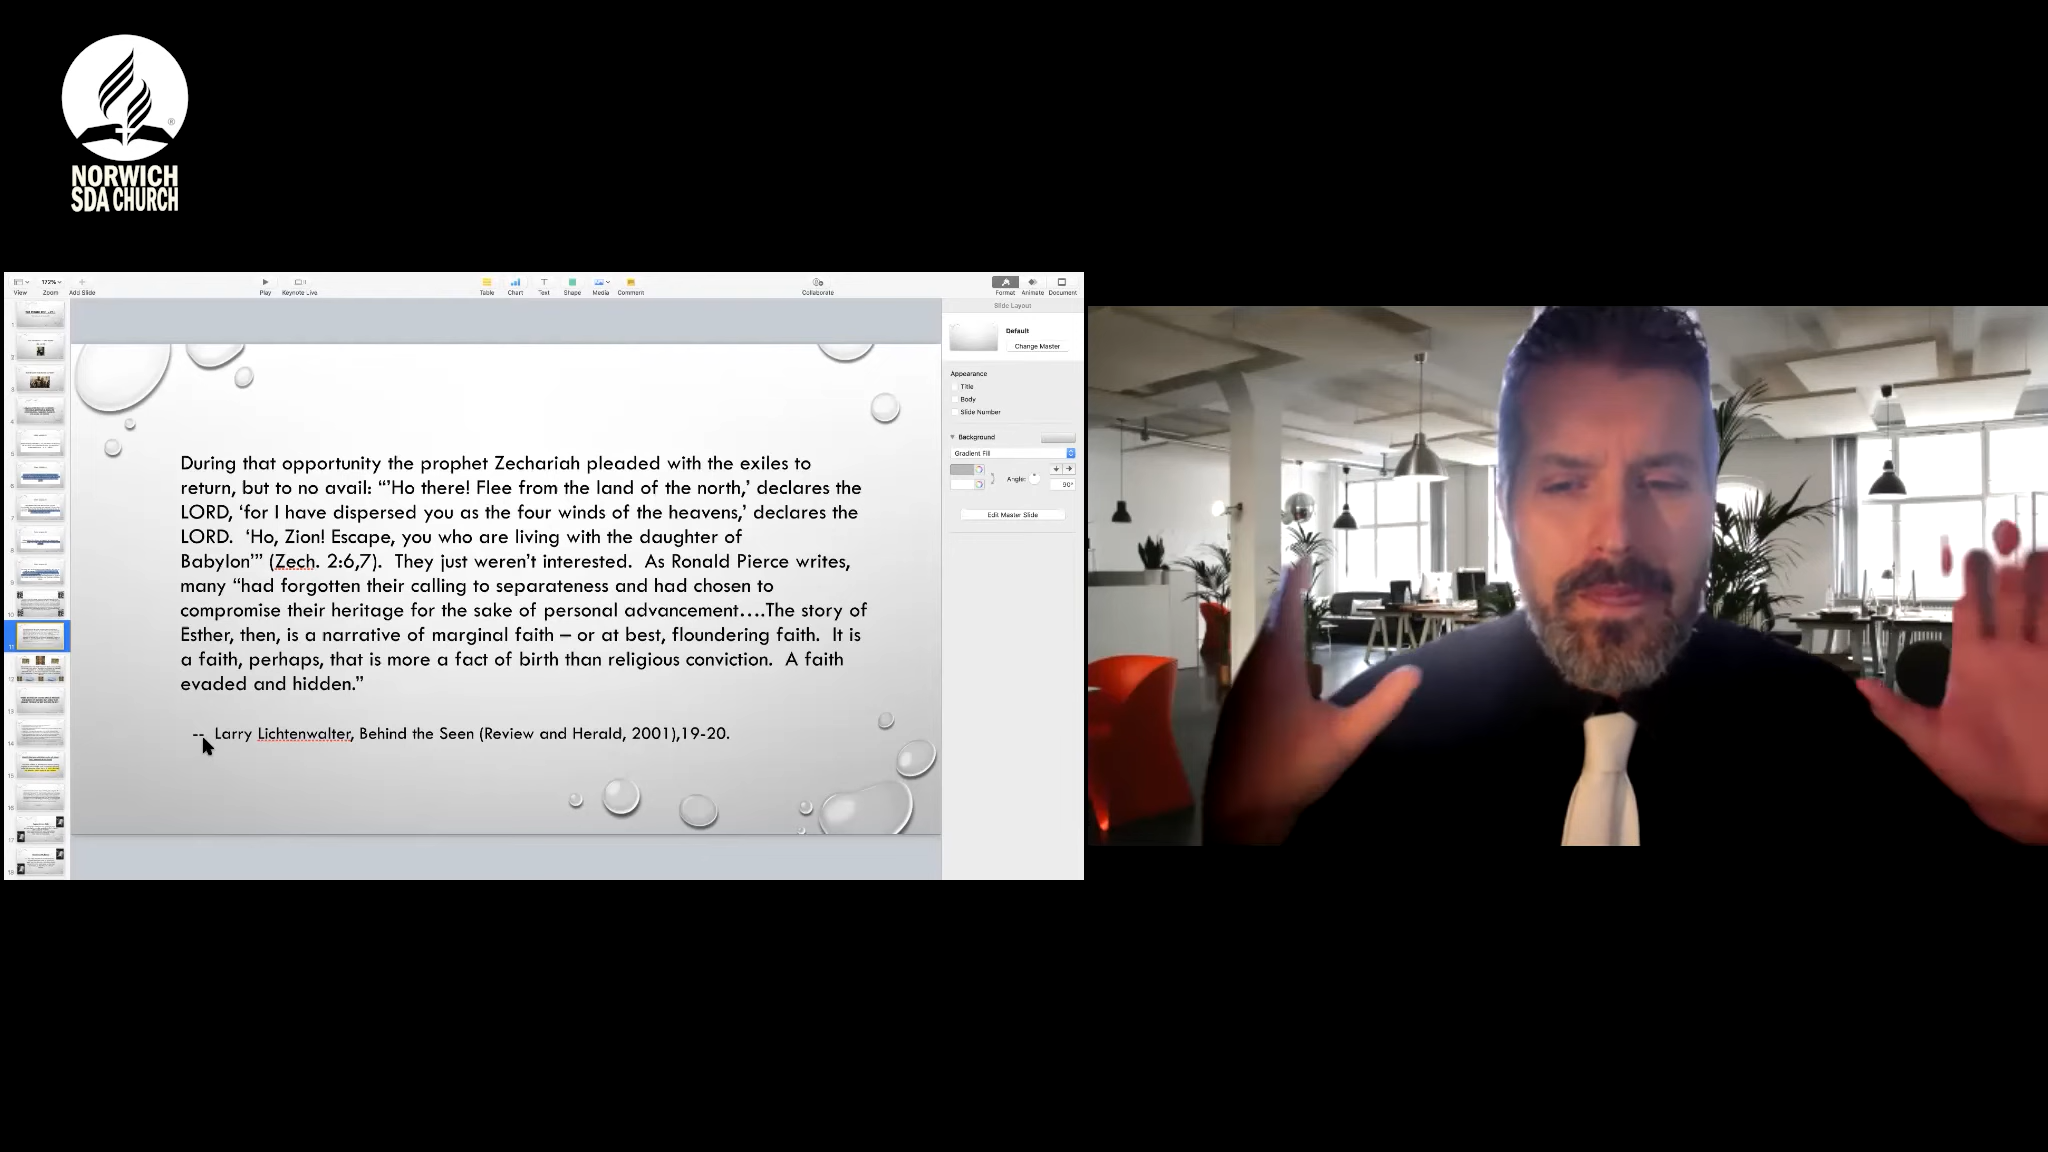 ®
NORWICH
SDA CHURCH
172%
View
Zoom
Add Slide
Play
Keynote Live
Table
Chart
Text
Shape
Media
Comment
Collaborate
Format
Animate
Document
During that opportunity the prophet Zechariah pleaded with the exiles to
return, but to no avail: “’Ho there! Flee from the land of the north,’ declares the
LORD, ‘for I have dispersed you as the four winds of the heavens,’ declares the
LORD.  ‘Ho, Zion! Escape, you who are living with the daughter of
Babylon’” (Zech. 2:6,7).  They just weren’t interested.  As Ronald Pierce writes,
many “had forgotten their calling to separateness and had chosen to
compromise their heritage for the sake of personal advancement….The story of
Esther, then, is a narrative of marginal faith – or at best, floundering faith.  It is
a faith, perhaps, that is more a fact of birth than religious conviction.  A faith
evaded and hidden.”
-- Larry Lichtenwalter, Behind the Seen (Review and Herald, 2001),19-20.
Slide Layout
Default
Change Master
Appearance
Title
Body
Slide Number
Background
Gradient Fill
Angle:
90°
Edit Master Slide